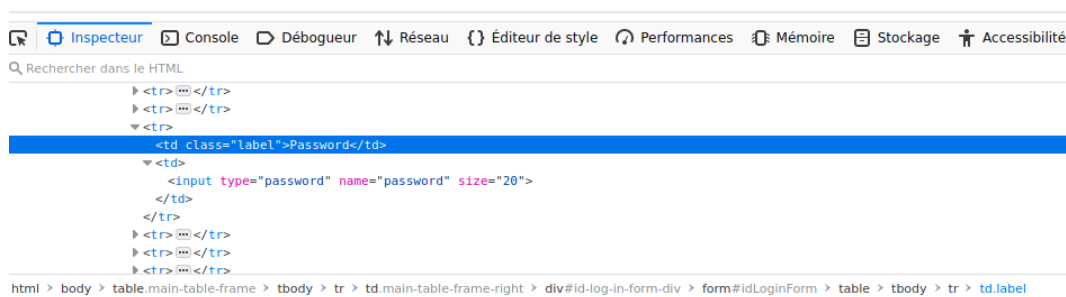 Inspecteur Console Débogueur Réseau {} Éditeur de style Performances Mémoire Stockage Accessibilité
Rechercher dans le HTML
<tr>···</tr>
<tr>···</tr>
<tr>
<td class="label">Password</td>
<td>
<input type="password" name="password" size="20">
</td>
</tr>
<tr>···</tr>
<tr>···</tr>
<tr>···</tr>
html > body > table.main-table-frame > tbody > tr > td.main-table-frame-right > div#id-log-in-form-div > form#idLoginForm > table > tbody > tr > td.label